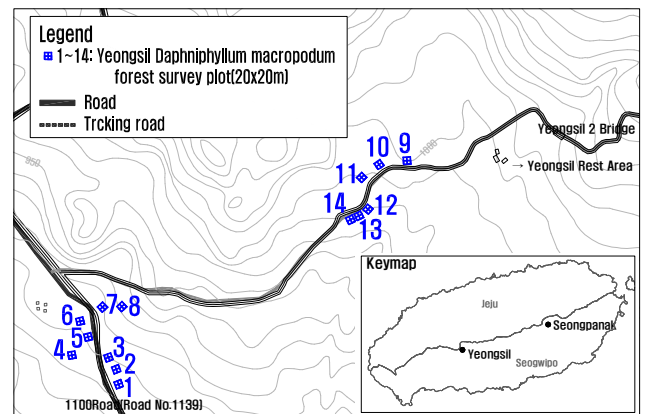 Legend
1~14: Yeongsil Daphniphyllum macropodum
forest survey plot(20x20m)
Road
Trcking road
850
1000
Yeongsil 2 Bridge
→ Yeongsil Rest Area
9
10
11
12
13
14
7
8
6
5
4
3
2
1
1100Road(Road No.1139)
Keymap
Jeju
Seongpanak
Yeongsil
Seogwipo